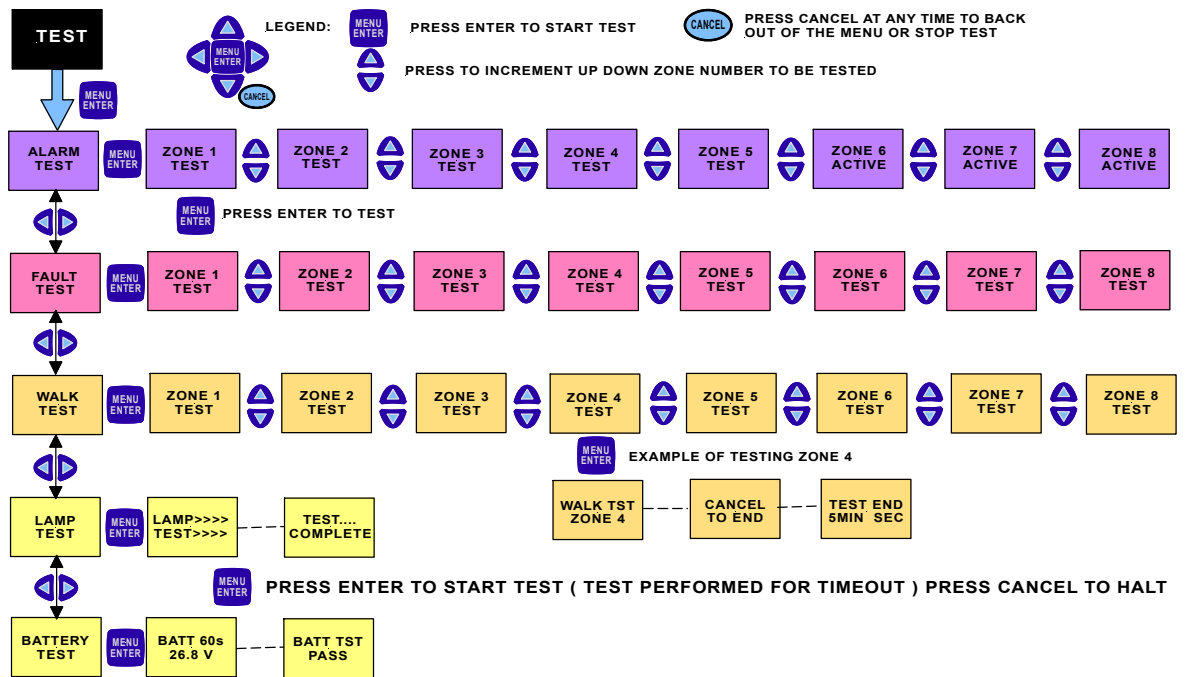 TEST
LEGEND:
MENU
ENTER
CANCEL
MENU
ENTER
PRESS ENTER TO START TEST
CANCEL
PRESS CANCEL AT ANY TIME TO BACK
OUT OF THE MENU OR STOP TEST
PRESS TO INCREMENT UP DOWN ZONE NUMBER TO BE TESTED
MENU
ENTER
ALARM
TEST
MENU
ENTER
ZONE 1
TEST
ZONE 2
TEST
ZONE 3
TEST
ZONE 4
TEST
ZONE 5
TEST
ZONE 6
ACTIVE
ZONE 7
ACTIVE
ZONE 8
ACTIVE
MENU
ENTER
PRESS ENTER TO TEST
FAULT
TEST
MENU
ENTER
ZONE 1
TEST
ZONE 2
TEST
ZONE 3
TEST
ZONE 4
TEST
ZONE 5
TEST
ZONE 6
TEST
ZONE 7
TEST
ZONE 8
TEST
WALK
TEST
MENU
ENTER
ZONE 1
TEST
ZONE 2
TEST
ZONE 3
TEST
ZONE 4
TEST
ZONE 5
TEST
ZONE 6
TEST
ZONE 7
TEST
ZONE 8
TEST
MENU
ENTER
EXAMPLE OF TESTING ZONE 4
WALK TST
ZONE 4
CANCEL
TO END
TEST END
5MIN SEC
LAMP
TEST
MENU
ENTER
LAMP>>>>
TEST>>>>
TEST....
COMPLETE
MENU
ENTER
PRESS ENTER TO START TEST ( TEST PERFORMED FOR TIMEOUT ) PRESS CANCEL TO HALT
BATTERY
TEST
MENU
ENTER
BATT 60s
26.8 V
BATT TST
PASS